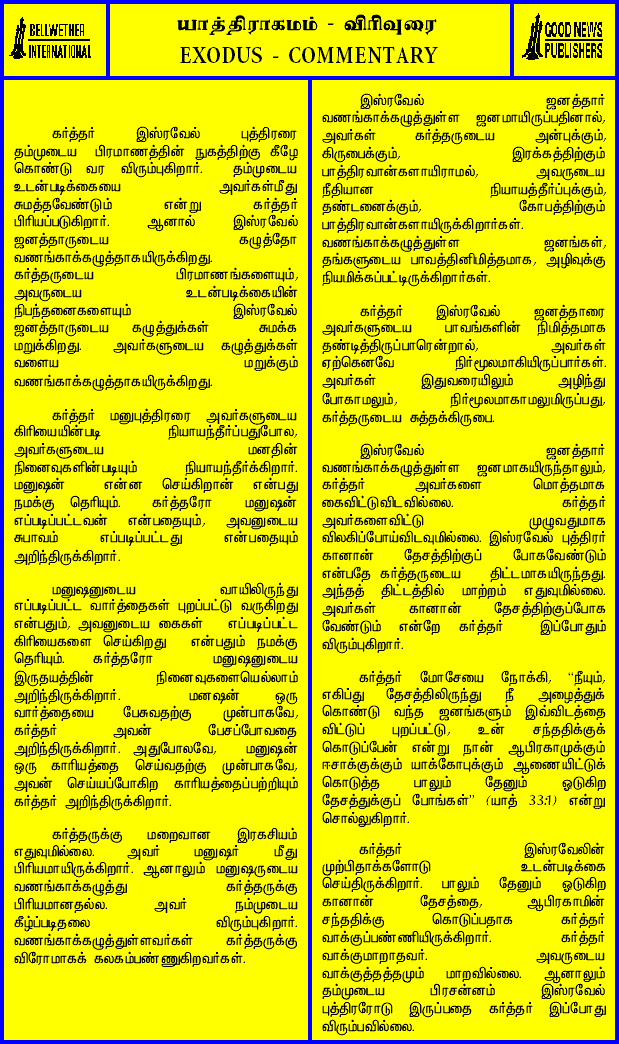 BELLWETHER
INTERNATIONAL
யாத்திராகமம் - விரிவுரை
EXODUS - COMMENTARY
GOOD NEWS
PUBLISHERS
கர்த்தர் இஸ்ரவேல் புத்திரரை
தம்முடைய பிரமாணத்தின் நுகத்திற்கு கீழே
கொண்டு வர விரும்புகிறார். தம்முடைய
உடன்படிக்கையை அவர்கள்மீது
சுமத்தவேண்டும் என்று கர்த்தர்
பிரியப்படுகிறார். ஆனால் இஸ்ரவேல்
ஜனத்தாருடைய கழுத்தோ
வணங்காக்கழுத்தாகயிருக்கிறது.
கர்த்தருடைய பிரமாணங்களையும்,
அவருடைய உடன்படிக்கையின்
நிபந்தனைகளையும் இஸ்ரவேல்
ஜனத்தாருடைய கழுத்துக்கள் சுமக்க
மறுக்கிறது. அவர்களுடைய கழுத்துக்கள்
வளைய மறுக்கும்
வணங்காக்கழுத்தாகயிருக்கிறது.
கர்த்தர் மனுபுத்திரரை அவர்களுடைய
கிரியையின்படி நியாயந்தீர்ப்பதுபோல,
அவர்களுடைய மனதின்
நினைவுகளின்படியும் நியாயந்தீர்க்கிறார்.
மனுஷன் என்ன செய்கிறான் என்பது
நமக்கு தெரியும். கர்த்தரோ மனுஷன்
எப்படிப்பட்டவன் என்பதையும், அவனுடைய
சுபாவம் எப்படிப்பட்டது என்பதையும்
அறிந்திருக்கிறார்.
மனுஷனுடைய வாயிலிருந்து
எப்படிப்பட்ட வார்த்தைகள் புறப்பட்டு வருகிறது
என்பதும், அவனுடைய கைகள் எப்படிப்பட்ட
கிரியைகளை செய்கிறது என்பதும் நமக்கு
தெரியும். கர்த்தரோ மனுஷனுடைய
இருதயத்தின் நினைவுகளையெல்லாம்
அறிந்திருக்கிறார். மனஷன் ஒரு
வார்த்தையை பேசுவதற்கு முன்பாகவே,
கர்த்தர் அவன் பேசப்போவதை
அறிந்திருக்கிறார். அதுபோலவே, மனுஷன்
ஒரு காரியத்தை செய்வதற்கு முன்பாகவே,
அவன் செய்யப்போகிற காரியத்தைப்பற்றியும்
கர்த்தர் அறிந்திருக்கிறார்.
கர்த்தருக்கு மறைவான இரகசியம்
எதுவுமில்லை. அவர் மனுஷர் மீது
பிரியமாயிருக்கிறார். ஆனாலும் மனுஷருடைய
வணங்காக்கழுத்து கர்த்தருக்கு
பிரியமானதல்ல. அவர் நம்முடைய
கீழ்ப்படிதலை விரும்புகிறார்.
வணங்காக்கழுத்துள்ளவர்கள் கர்த்தருக்கு
விரோமாகக் கலகம்பண்ணுகிறவர்கள்.
இஸ்ரவேல் ஜனத்தார்
வணங்காக்கழுத்துள்ள ஜனமாயிருப்பதினால்,
அவர்கள் கர்த்தருடைய அன்புக்கும்,
கிருபைக்கும், இரக்கத்திற்கும்
பாத்திரவான்களாயிராமல், அவருடைய
நீதியான நியாயத்தீர்ப்புக்கும்,
தண்டனைக்கும், கோபத்திற்கும்
பாத்திரவான்களாயிருக்கிறார்கள்.
வணங்காக்கழுத்துள்ள ஜனங்கள்,
தங்களுடைய பாவத்தினிமித்தமாக, அழிவுக்கு
நியமிக்கப்பட்டிருக்கிறார்கள்.
கர்த்தர் இஸ்ரவேல் ஜனத்தாரை
அவர்களுடைய பாவங்களின் நிமித்தமாக
தண்டித்திருப்பாரென்றால், அவர்கள்
ஏற்கெனவே நிர்மூலமாகியிருப்பார்கள்.
அவர்கள் இதுவரையிலும் அழிந்து
போகாமலும், நிர்மூலமாகாமலுமிருப்பது,
கர்த்தருடைய சுத்தக்கிருபை.
இஸ்ரவேல் ஜனத்தார்
வணங்காக்கழுத்துள்ள ஜனமாகயிருந்தாலும்,
கர்த்தர் அவர்களை மொத்தமாக
கைவிட்டுவிடவில்லை. கர்த்தர்
அவர்களைவிட்டு முழுவதுமாக
விலகிப்போய்விடவுமில்லை. இஸ்ரவேல் புத்திரர்
கானான் தேசத்திற்குப் போகவேண்டும்
என்பதே கர்த்தருடைய திட்டமாகயிருந்தது.
அந்தத் திட்டத்தில் மாற்றம் எதுவுமில்லை.
அவர்கள் கானான் தேசத்திற்குப்போக
வேண்டும் என்றே கர்த்தர் இப்போதும்
விரும்புகிறார்.
கர்த்தர் மோசேயை நோக்கி, “நீயும்,
எகிப்து தேசத்திலிருந்து நீ அழைத்துக்
கொண்டு வந்த ஜனங்களும் இவ்விடத்தை
விட்டுப் புறப்பட்டு, உன் சந்ததிக்குக்
கொடுப்பேன் என்று நான் ஆபிரகாமுக்கும்
ஈசாக்குக்கும் யாக்கோபுக்கும் ஆணையிட்டுக்
கொடுத்த பாலும் தேனும் ஓடுகிற
தேசத்துக்குப் போங்கள்” (யாத் 33:1) என்று
சொல்லுகிறார்.
கர்த்தர் இஸ்ரவேலின்
முற்பிதாக்களோடு உடன்படிக்கை
செய்திருக்கிறார். பாலும் தேனும் ஓடுகிற
கானான் தேசத்தை, ஆபிரகாமின்
சந்ததிக்கு கொடுப்பதாக கர்த்தர்
வாக்குப்பண்ணியிருக்கிறார். கர்த்தர்
வாக்குமாறாதவர். அவருடைய
வாக்குத்தத்தமும் மாறவில்லை. ஆனாலும்
தம்முடைய பிரசன்னம் இஸ்ரவேல்
புத்திரரோடு இருப்பதை கர்த்தர் இப்போது
விரும்பவில்லை.